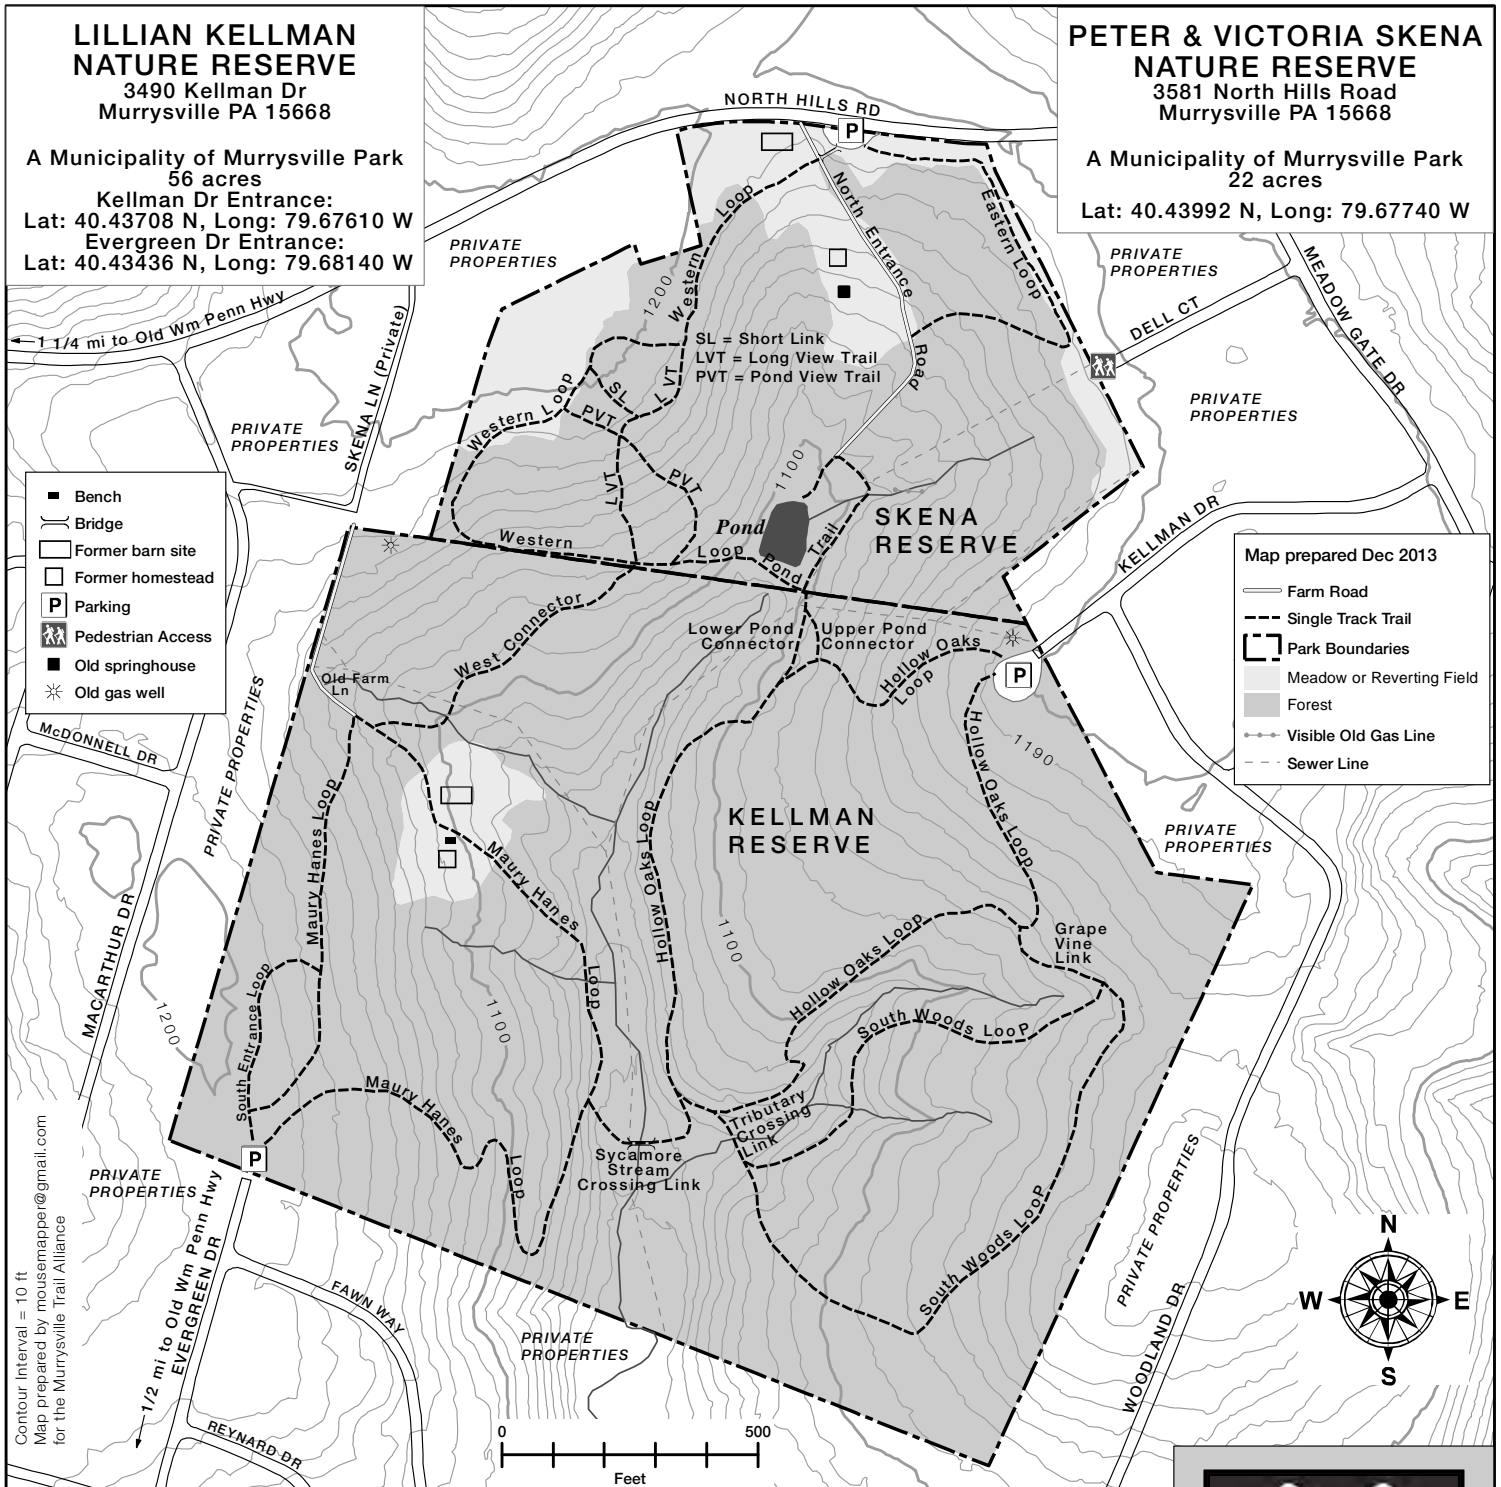 LILLIAN KELLMAN
NATURE RESERVE
3490 Kellman Dr
Murrysville PA 15668
A Municipality of Murrysville Park
56 acres
Kellman Dr Entrance:
Lat: 40.43708 N, Long: 79.67610 W
Evergreen Dr Entrance:
Lat: 40.43436 N, Long: 79.68140 W
PETER & VICTORIA SKENA
NATURE RESERVE
3581 North Hills Road
Murrysville PA 15668
A Municipality of Murrysville Park
22 acres
Lat: 40.43992 N, Long: 79.67740 W
NORTH HILLS RD
P
PRIVATE
PROPERTIES
Western Loop
North Entrance Road
Eastern Loop
PRIVATE
PROPERTIES
MEADOW GATE DR
DELL CT
1 1/4 mi to Old Wm Penn Hwy
SKENA LN (Private)
1200
SL = Short Link
LVT = Long View Trail
PVT = Pond View Trail
PRIVATE
PROPERTIES
PRIVATE
PROPERTIES
Western Loop
SL
LVT
PVT
LVT
PVT
1100
Pond
SKENA
RESERVE
Western Loop
Pond Trail
KELLMAN DR
Bench
Bridge
Former barn site
Former homestead
P Parking
Pedestrian Access
Old springhouse
Old gas well
Map prepared Dec 2013
Farm Road
Single Track Trail
Park Boundaries
Meadow or Reverting Field
Forest
Visible Old Gas Line
Sewer Line
West Connector
Lower Pond
Connector
Upper Pond
Connector
Hollow Oaks
Loop
P
Old Farm
Ln
McDONNELL DR
PRIVATE PROPERTIES
1190
Hollow Oaks Loop
KELLMAN
RESERVE
PRIVATE
PROPERTIES
Maury Hanes Loop
Maury Hanes Loop
Hollow Oaks Loop
1100
Hollow Oaks Loop
Grape
Vine
Link
MACARTHUR DR
1200
South Entrance Loop
1100
South Woods LooP
Maury Hanes Loop
Tributary
Crossing
Link
Sycamore
Stream
Crossing Link
P
PRIVATE
PROPERTIES
South Woods LooP
PRIVATE PROPERTIES
1/2 mi to Old Wm Penn Hwy
EVERGREEN DR
FAWN WAY
REYNARD DR
PRIVATE
PROPERTIES
WOODLAND DR
N
W E
S
Contour Interval = 10 ft
Map prepared by mousemapper@gmail.com
for the Murrysville Trail Alliance
0 500
Feet